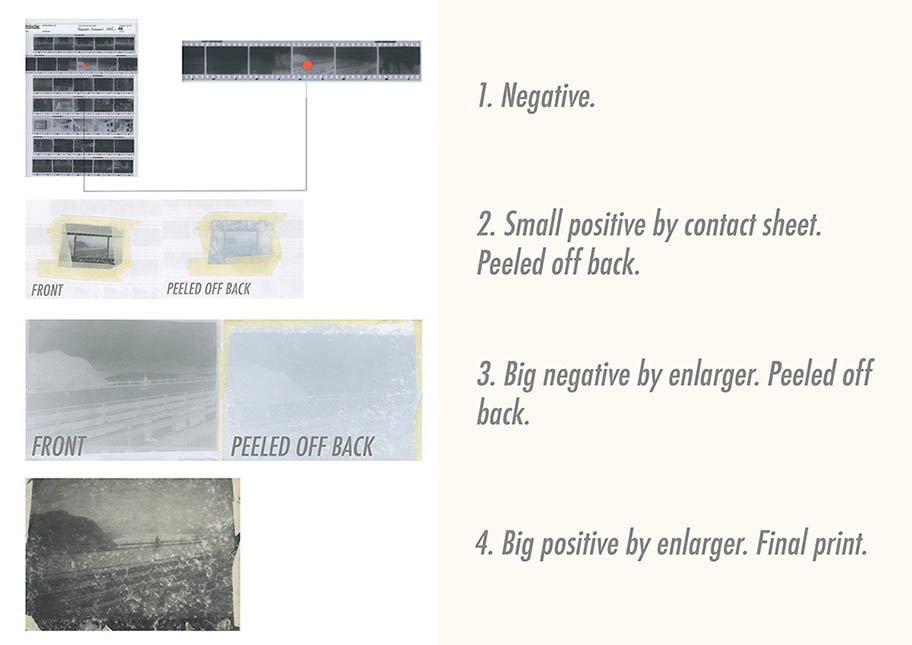 1. Negative.
2. Small positive by contact sheet.
Peeled off back.
FRONT
PEELED OFF BACK
3. Big negative by enlarger. Peeled off
back.
FRONT
PEELED OFF BACK
4. Big positive by enlarger. Final print.